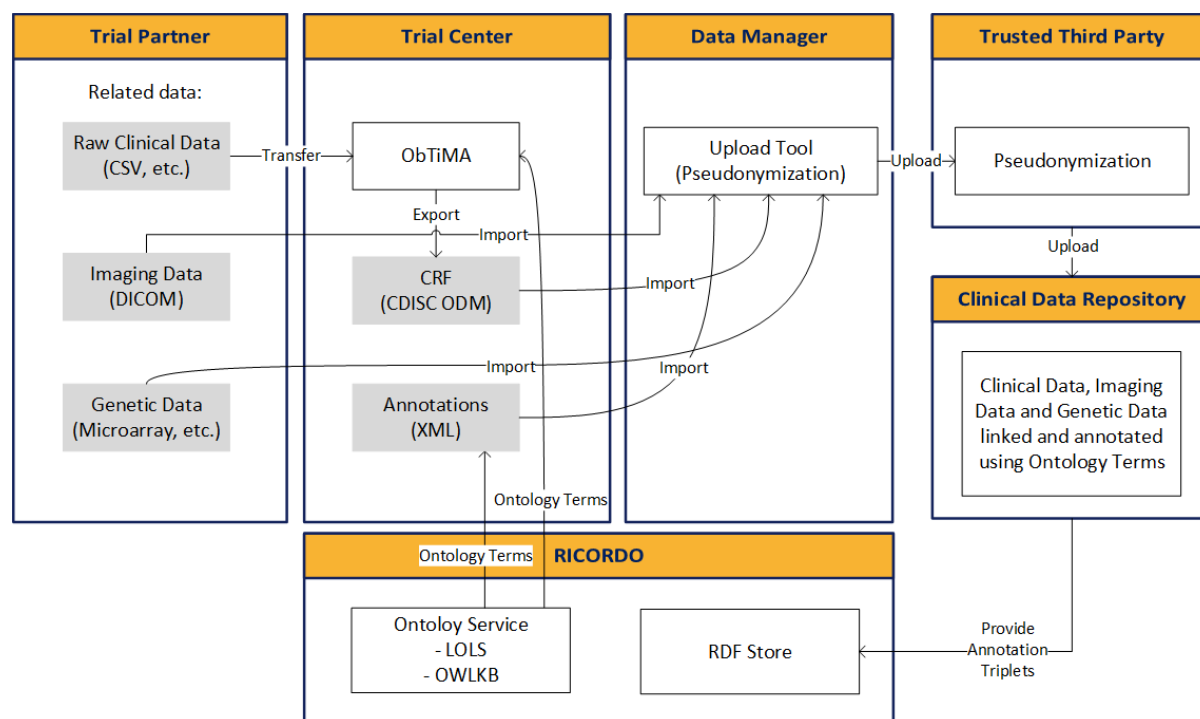 Trial Partner
Related data:
Raw Clinical Data
(CSV, etc.)
Imaging Data
(DICOM)
Genetic Data
(Microarray, etc.)
Transfer
Trial Center
ObTiMA
Export
Import
CRF
(CDISC ODM)
Import
Annotations
(XML)
Ontology Terms
Ontology Terms
Data Manager
Upload Tool
(Pseudonymization)
Import
Import
Upload
Trusted Third Party
Pseudonymization
Upload
Clinical Data Repository
Clinical Data, Imaging
Data and Genetic Data
linked and annotated
using Ontology Terms
RICORDO
Ontoloy Service
- LOLS
- OWLKB
RDF Store
Provide
Annotation
Triplets